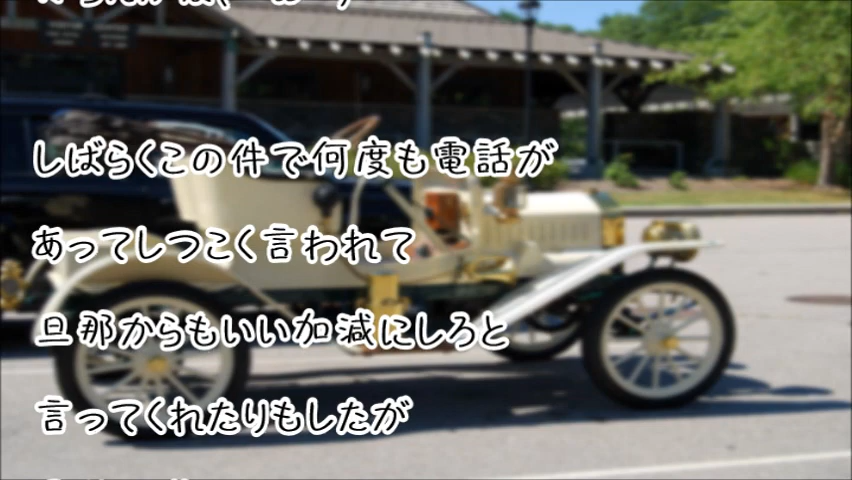 しばらくこの件で何度も電話が
あってしつこく言われて
旦那からもいい加減にしろと
言ってくれたりもしたが